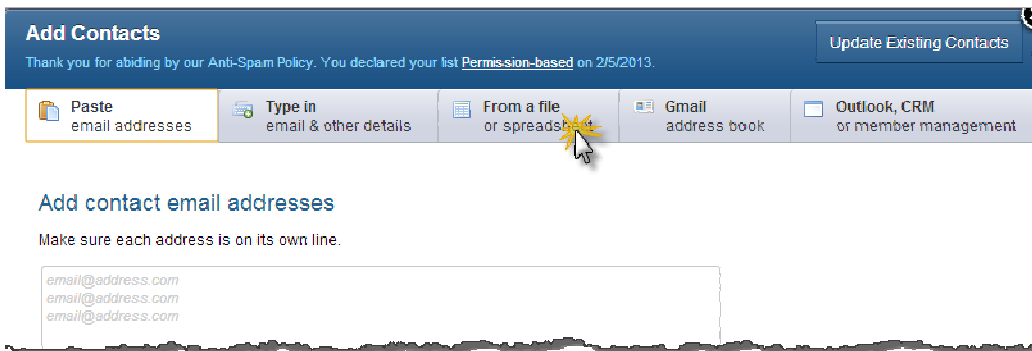 Add Contacts
Thank you for abiding by our Anti-Spam Policy. You declared your list Permission-based on 2/5/2013.
Update Existing Contacts
Paste
email addresses
Type in
email & other details
From a file
or spreadsheet
Gmail
address book
Outlook, CRM
or member management
Add contact email addresses
Make sure each address is on its own line.
email@address.com
email@address.com
email@address.com